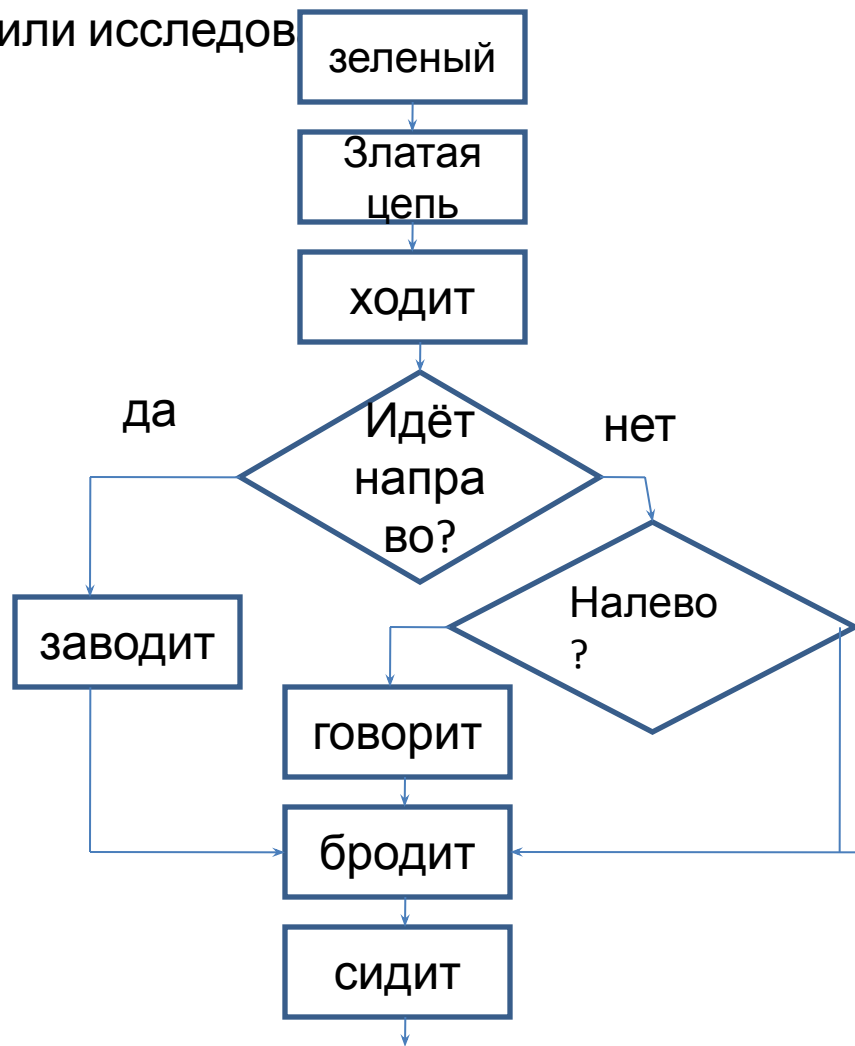 или исследов
зеленый
Златая
цепь
ходит
да
Идёт
напра
во?
нет
Налево
?
заводит
говорит
бродит
сидит